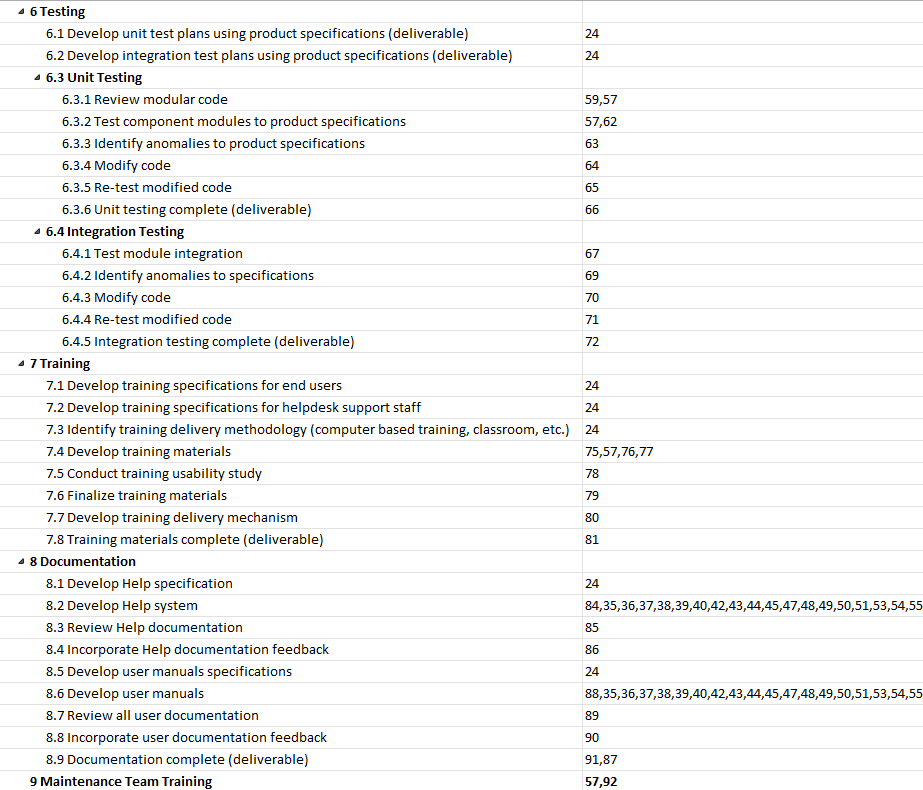 6 Testing
6.1 Develop unit test plans using product specifications (deliverable) 24
6.2 Develop integration test plans using product specifications (deliverable) 24
6.3 Unit Testing
6.3.1 Review modular code 59,57
6.3.2 Test component modules to product specifications 57,62
6.3.3 Identify anomalies to product specifications 63
6.3.4 Modify code 64
6.3.5 Re-test modified code 65
6.3.6 Unit testing complete (deliverable) 66
6.4 Integration Testing
6.4.1 Test module integration 67
6.4.2 Identify anomalies to specifications 69
6.4.3 Modify code 70
6.4.4 Re-test modified code 71
6.4.5 Integration testing complete (deliverable) 72
7 Training
7.1 Develop training specifications for end users 24
7.2 Develop training specifications for helpdesk support staff 24
7.3 Identify training delivery methodology (computer based training, classroom, etc.) 24
7.4 Develop training materials 75,57,76,77
7.5 Conduct training usability study 78
7.6 Finalize training materials 79
7.7 Develop training delivery mechanism 80
7.8 Training materials complete (deliverable) 81
8 Documentation
8.1 Develop Help specification 24
8.2 Develop Help system 84,35,36,37,38,39,40,42,43,44,45,47,48,49,50,51,53,54,55
8.3 Review Help documentation 85
8.4 Incorporate Help documentation feedback 86
8.5 Develop user manuals specifications 24
8.6 Develop user manuals 88,35,36,37,38,39,40,42,43,44,45,47,48,49,50,51,53,54,55
8.7 Review all user documentation 89
8.8 Incorporate user documentation feedback 90
8.9 Documentation complete (deliverable) 91,87
9 Maintenance Team Training 57,92